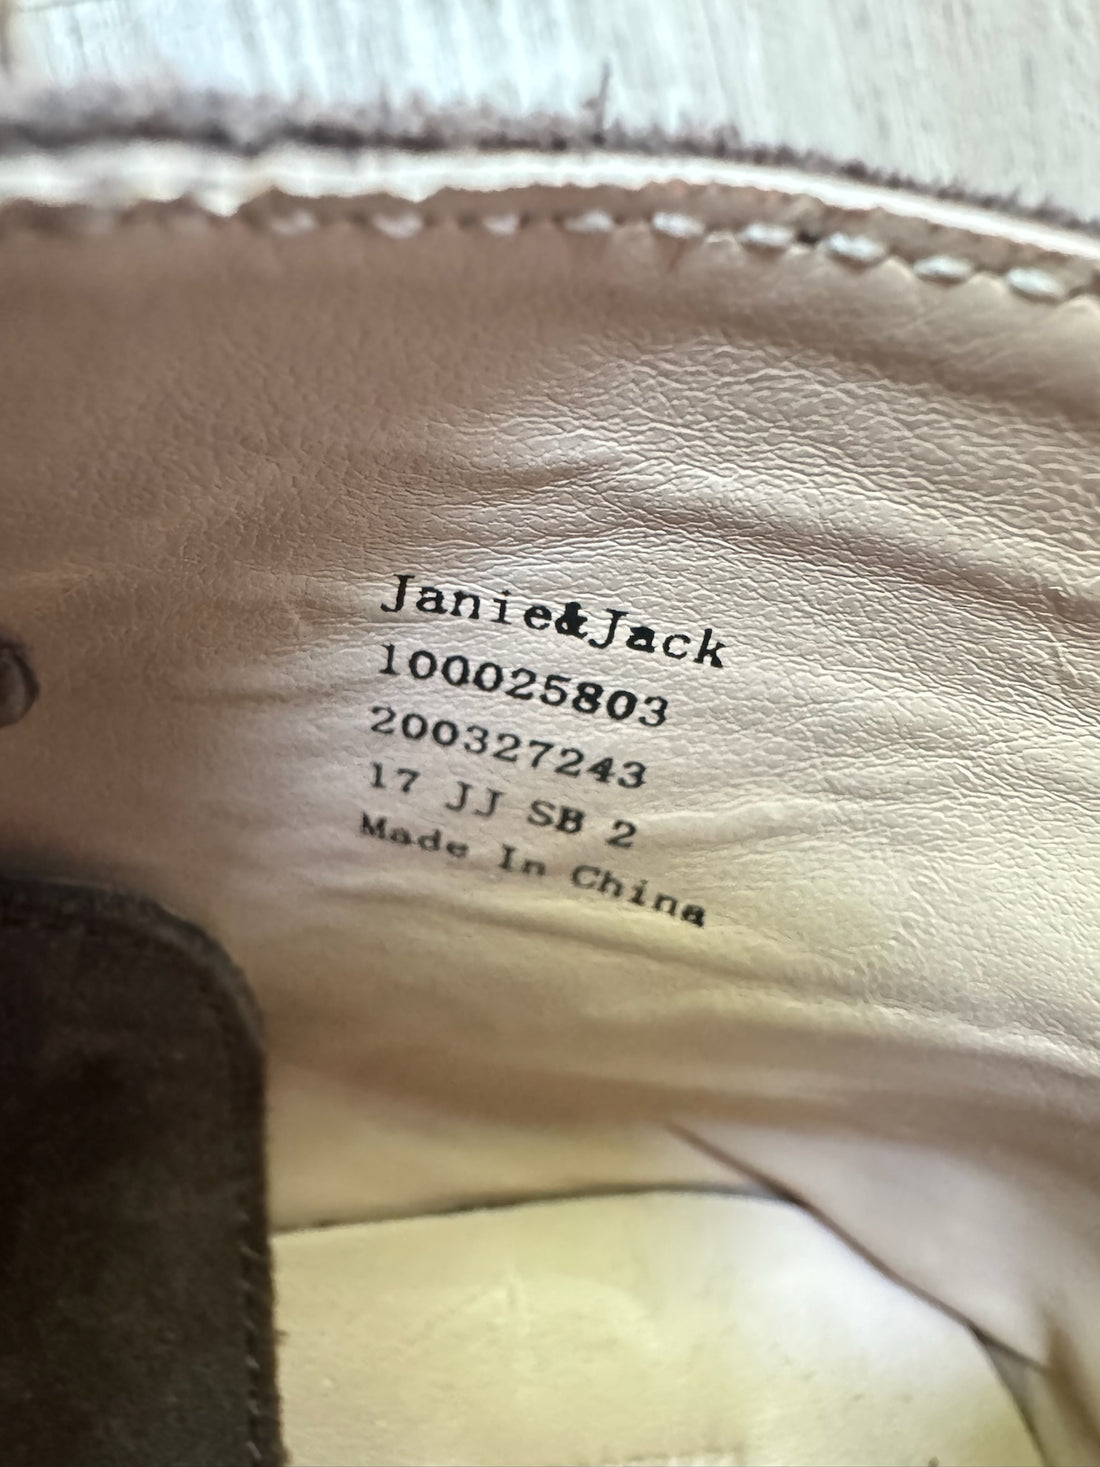 Janie&Jack
100025803
200327243
17 JJ SB 2
Made In China